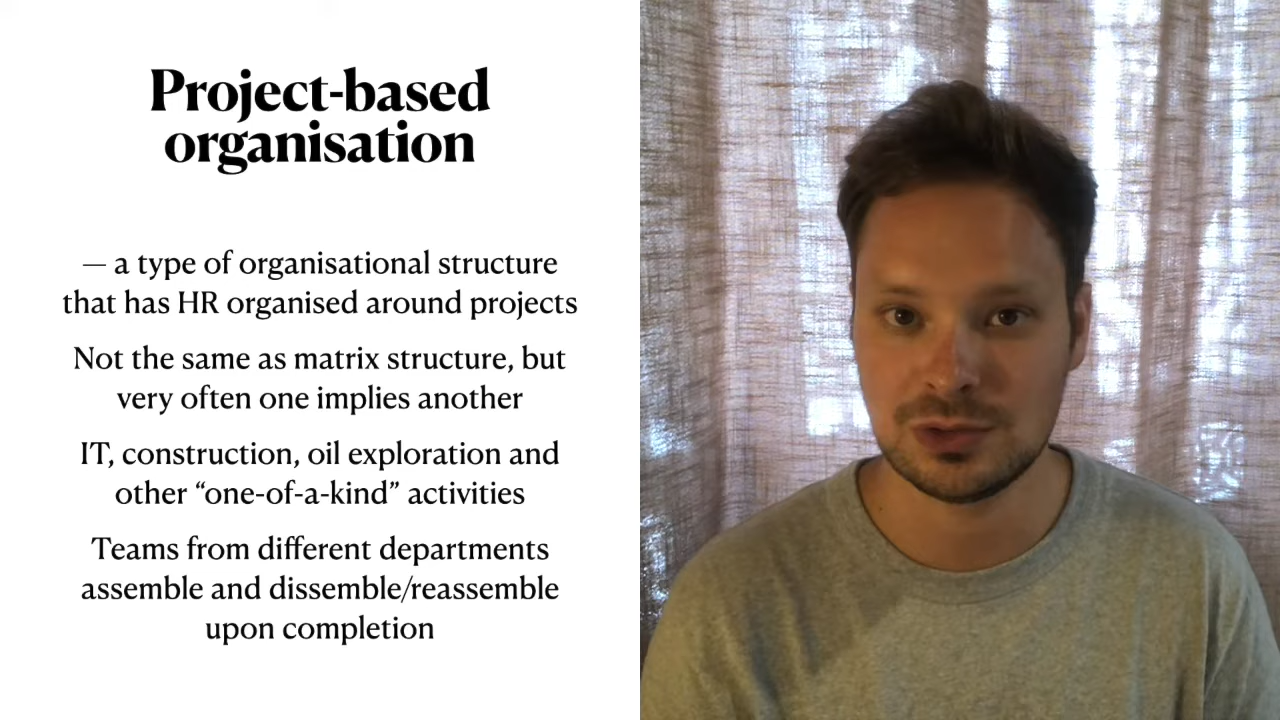 Project-based
organisation
— a type of organisational structure
that has HR organised around projects
Not the same as matrix structure, but
very often one implies another
IT, construction, oil exploration and
other “one-of-a-kind” activities
Teams from different departments
assemble and dissemble/reassemble
upon completion